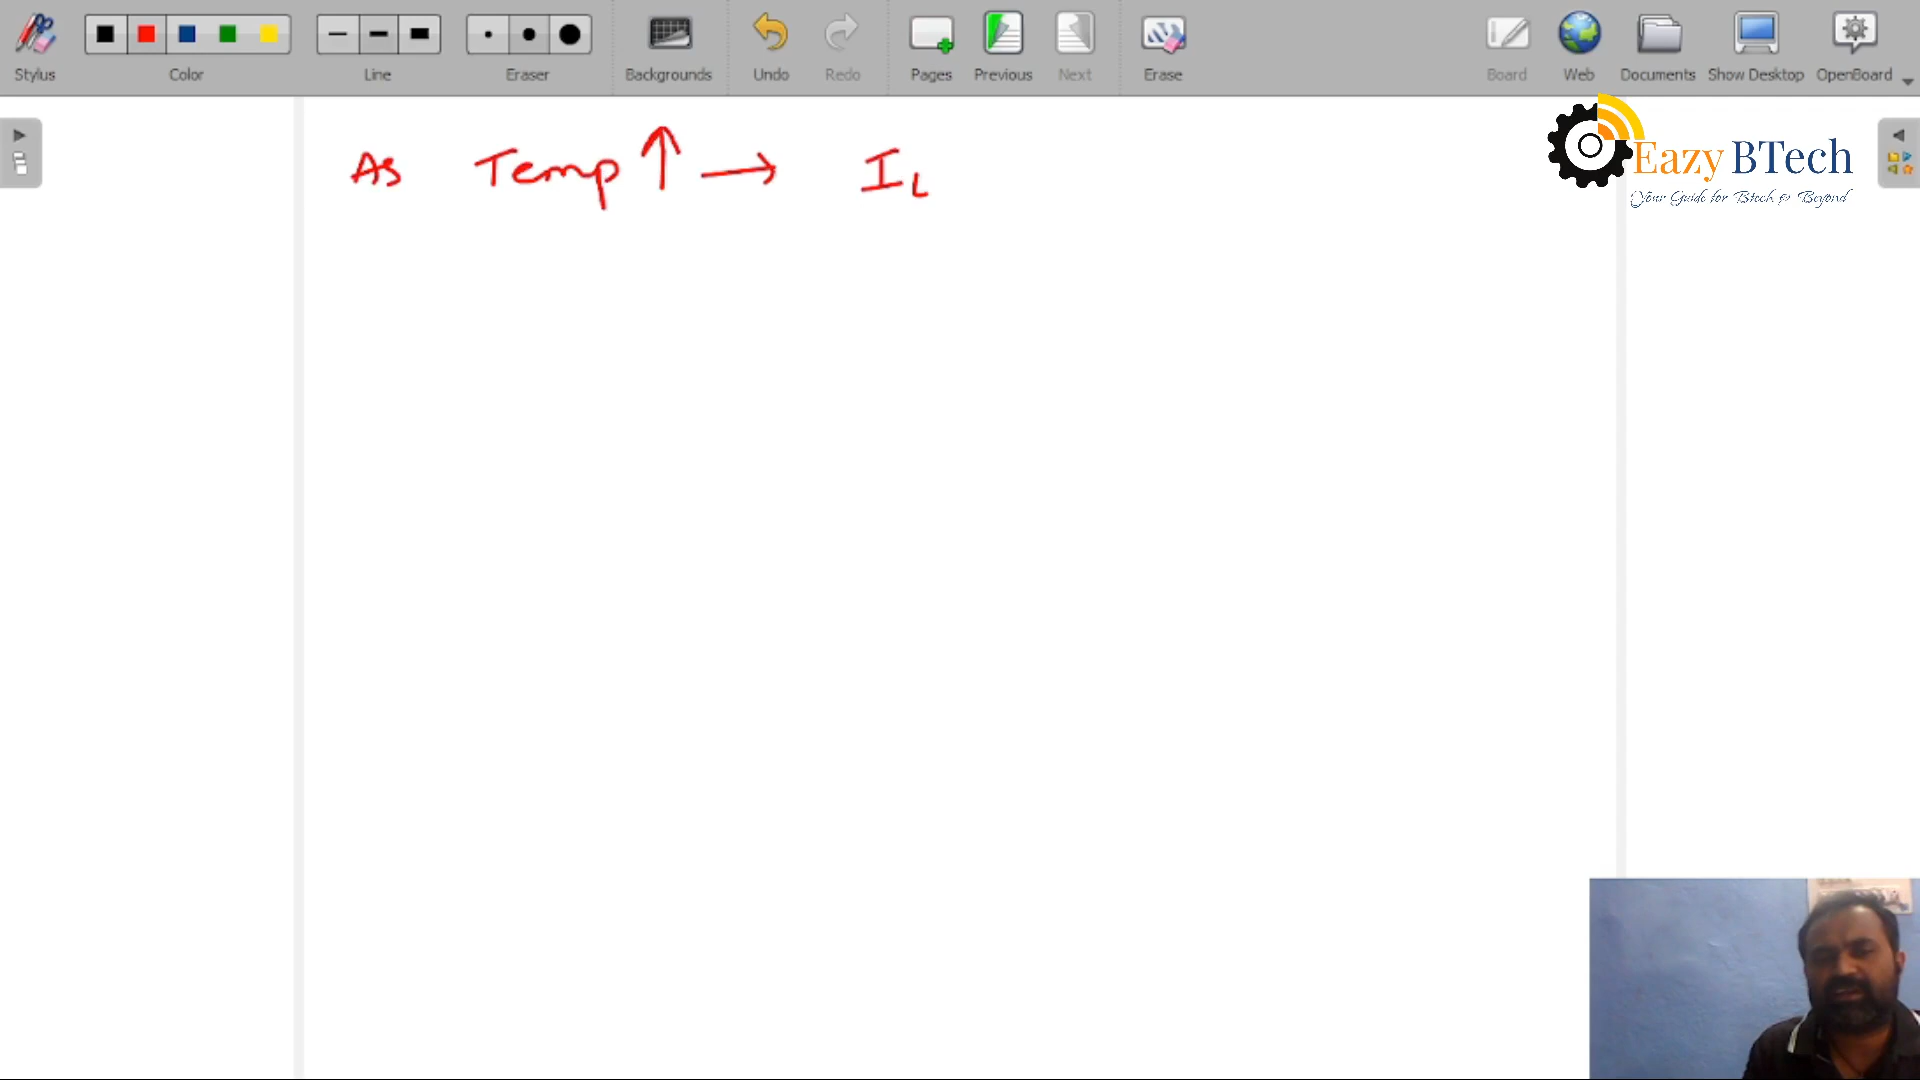 Stylus Color Line Eraser Backgrounds Undo Redo Pages Previous Next Erase Board Web Documents Show Desktop OpenBoard
As Temp ↑ → I_L
Eazy BTech
Your Guide for Btech & Beyond